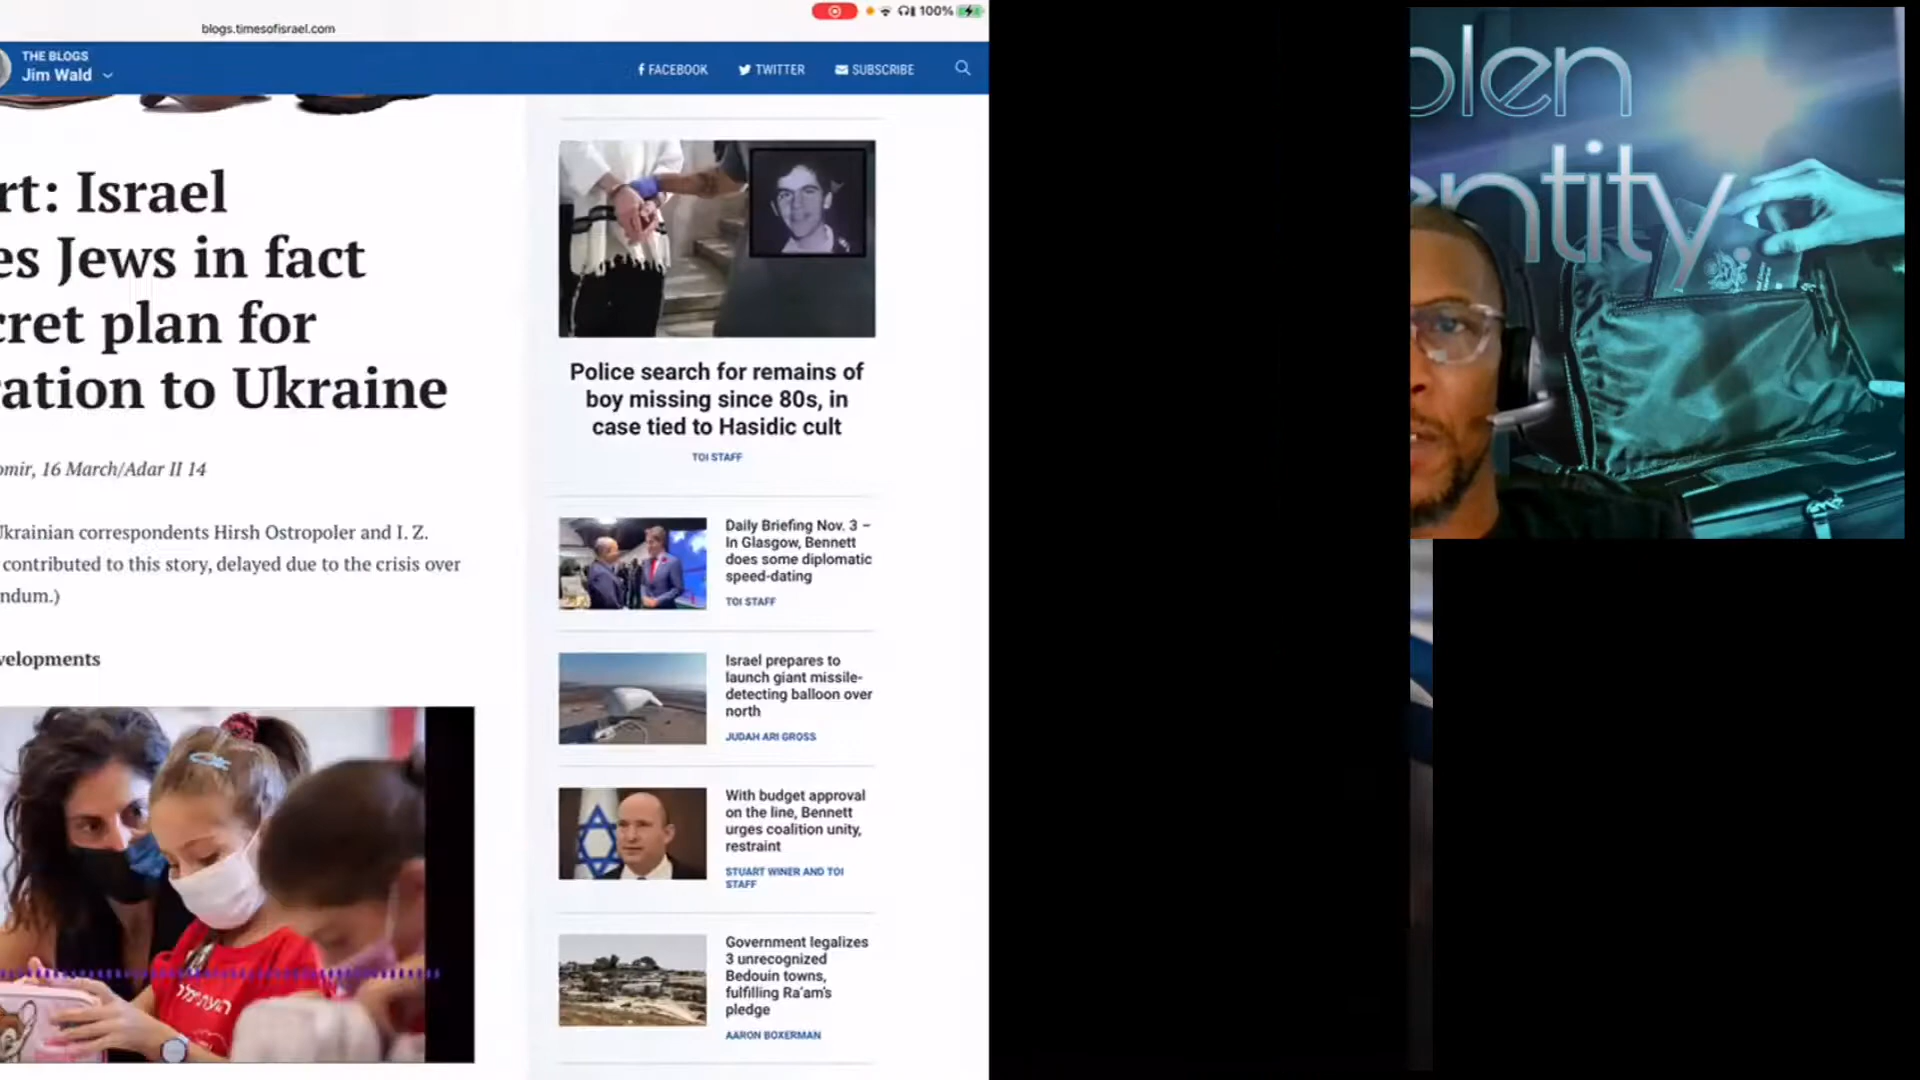 blogs.timesofisrael.com
100%
THE BLOGS
Jim Wald
FACEBOOK
TWITTER
SUBSCRIBE
rt: Israel
es Jews in fact
cret plan for
ration to Ukraine
omir, 16 March/Adar II 14
Ukrainian correspondents Hirsh Ostropoler and I. Z.
contributed to this story, delayed due to the crisis over
ndum.)
velopments
העתיד
Police search for remains of
boy missing since 80s, in
case tied to Hasidic cult
TOI STAFF
Daily Briefing Nov. 3 –
In Glasgow, Bennett
does some diplomatic
speed-dating
TOI STAFF
Israel prepares to
launch giant missile-
detecting balloon over
north
JUDAH ARI GROSS
With budget approval
on the line, Bennett
urges coalition unity,
restraint
STUART WINER AND TOI
STAFF
Government legalizes
3 unrecognized
Bedouin towns,
fulfilling Ra'am's
pledge
AARON BOXERMAN
olen
entity.